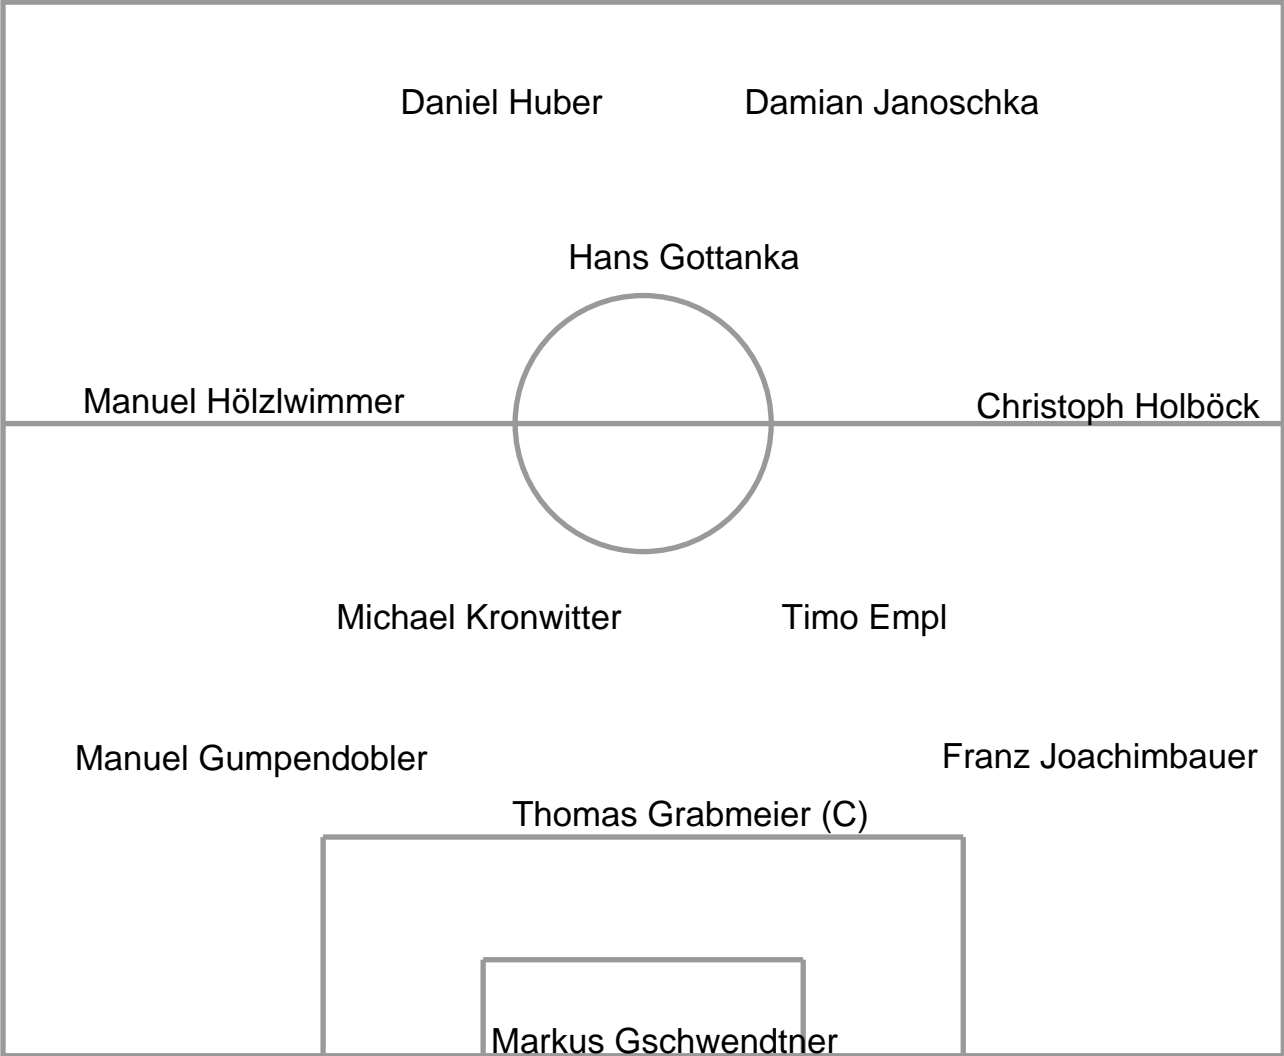 Daniel Huber
Damian Janoschka
Hans Gottanka
Manuel Hölzlwimmer
Christoph Holböck
Michael Kronwitter
Timo Empl
Manuel Gumpendobler
Franz Joachimbauer
Thomas Grabmeier (C)
Markus Gschwendtner